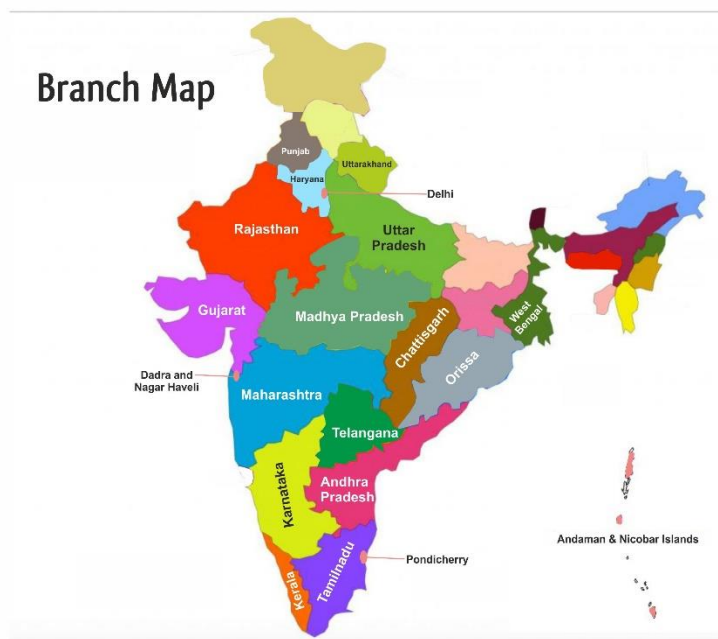 Branch Map
Punjab
Uttarakhand
Haryana
Delhi
Rajasthan
Uttar
Pradesh
Gujarat
Madhya Pradesh
Chattisgarh
West
Bengal
Orissa
Dadra and
Nagar Haveli
Maharashtra
Telangana
Karnataka
Andhra
Pradesh
Andaman & Nicobar Islands
Pondicherry
Kerala
Tamilnadu